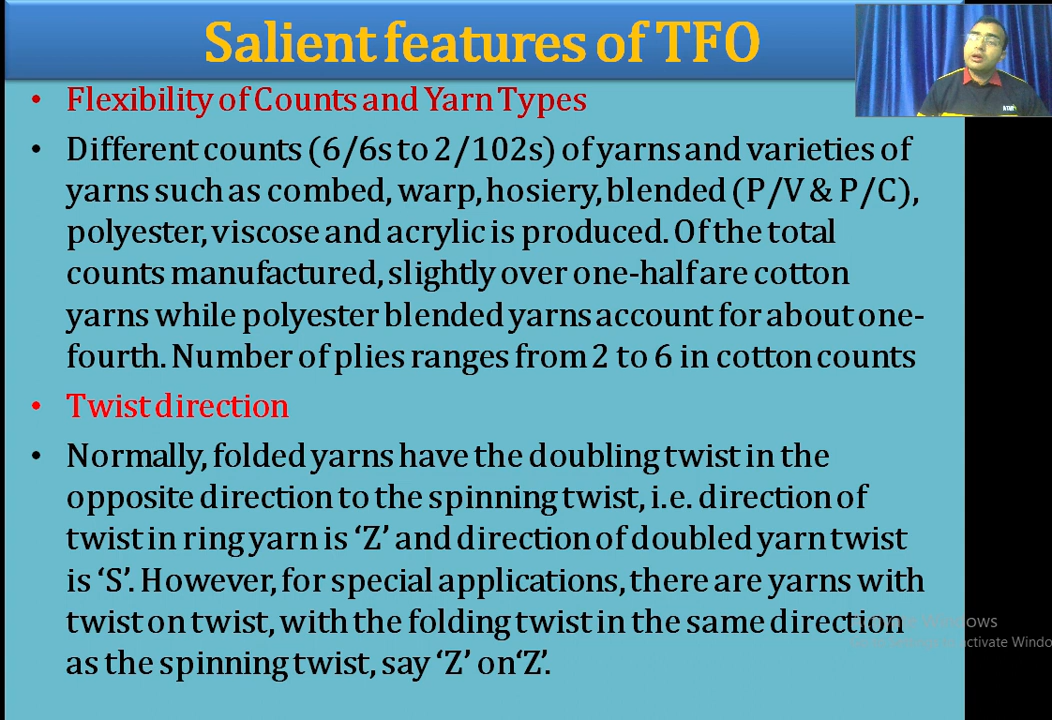 Salient features of TFO
• Flexibility of Counts and Yarn Types
• Different counts (6/6s to 2/102s) of yarns and varieties of
yarns such as combed, warp, hosiery, blended (P/V & P/C),
polyester, viscose and acrylic is produced. Of the total
counts manufactured, slightly over one-half are cotton
yarns while polyester blended yarns account for about one-
fourth. Number of plies ranges from 2 to 6 in cotton counts
• Twist direction
• Normally, folded yarns have the doubling twist in the
opposite direction to the spinning twist, i.e. direction of
twist in ring yarn is ‘Z’ and direction of doubled yarn twist
is ‘S’. However, for special applications, there are yarns with
twist on twist, with the folding twist in the same direction
as the spinning twist, say ‘Z’ on‘Z’.